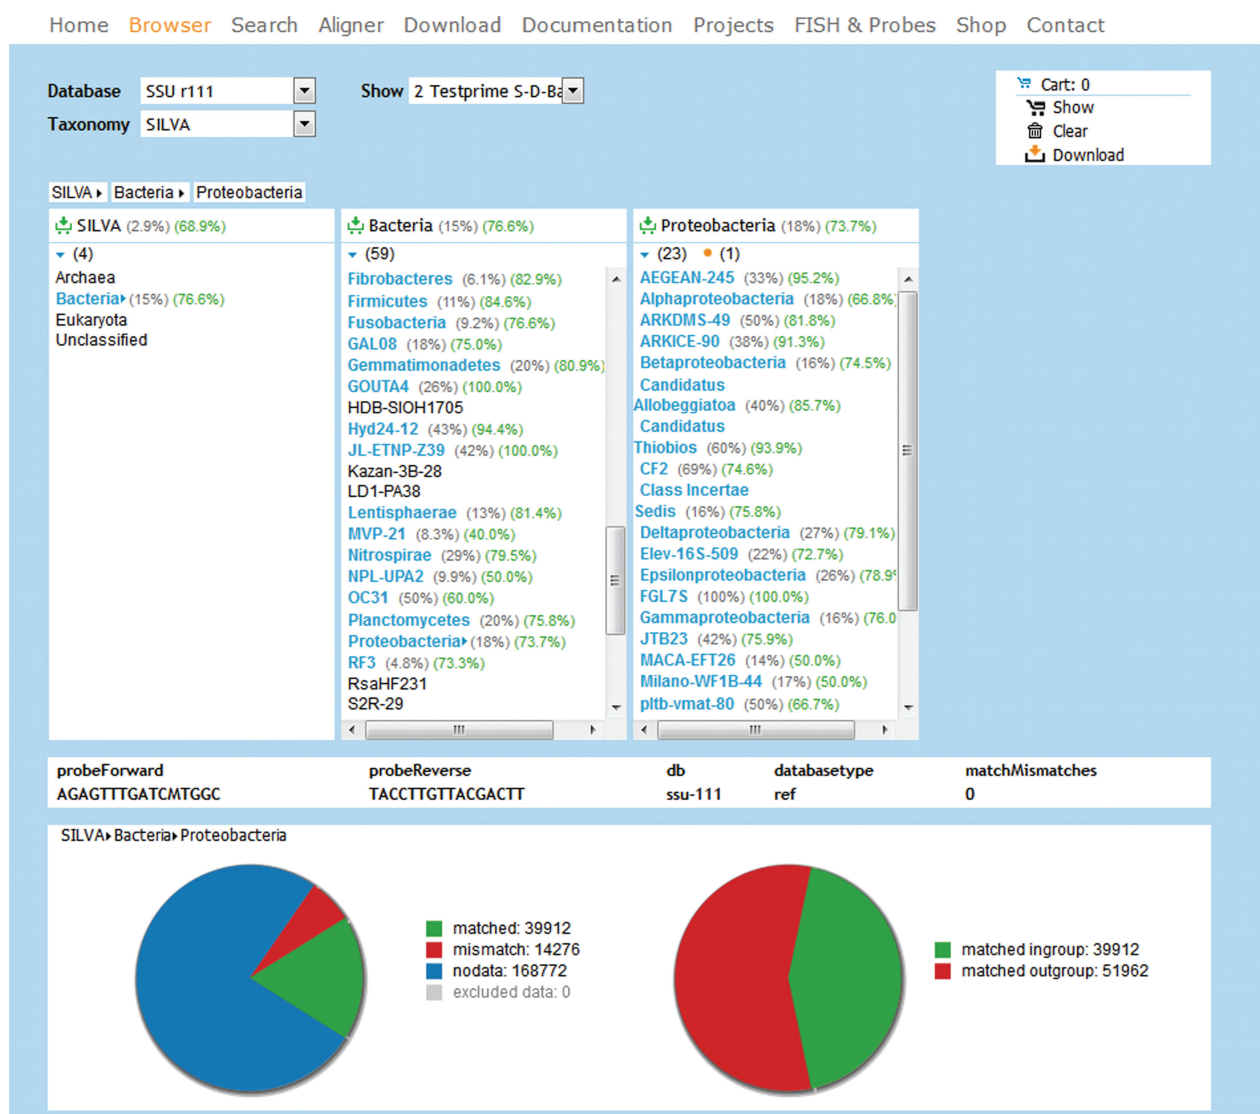 Home Browser Search Aligner Download Documentation Projects FISH & Probes Shop Contact
Database SSU r111 Show 2 Testprime S-D-Ba
Taxonomy SILVA
Cart: 0
Show
Clear
Download
SILVA Bacteria Proteobacteria
SILVA (2.9%) (68.9%)
(4)
Archaea
Bacteria (15%) (76.6%)
Eukaryota
Unclassified
Bacteria (15%) (76.6%)
(59)
Fibrobacteres (6.1%) (82.9%)
Firmicutes (11%) (84.6%)
Fusobacteria (9.2%) (76.6%)
GAL08 (18%) (75.0%)
Gemmatimonadetes (20%) (80.9%)
GOUTA4 (26%) (100.0%)
HDB-SIOH1705
Hyd24-12 (43%) (94.4%)
JL-ETNP-Z39 (42%) (100.0%)
Kazan-3B-28
LD1-PA38
Lentisphaerae (13%) (81.4%)
MVP-21 (8.3%) (40.0%)
Nitrospirae (29%) (79.5%)
NPL-UPA2 (9.9%) (50.0%)
OC31 (50%) (60.0%)
Planctomycetes (20%) (75.8%)
Proteobacteria (18%) (73.7%)
RF3 (4.8%) (73.3%)
RsaHF231
S2R-29
Proteobacteria (18%) (73.7%)
(23) (1)
AEGEAN-245 (33%) (95.2%)
Alphaproteobacteria (18%) (66.8%)
ARKDMS-49 (50%) (81.8%)
ARKICE-90 (38%) (91.3%)
Betaproteobacteria (16%) (74.5%)
Candidatus
Allobeggiatoa (40%) (85.7%)
Candidatus
Thiobios (60%) (93.9%)
CF2 (69%) (74.6%)
Class Incertae
Sedis (16%) (75.8%)
Deltaproteobacteria (27%) (79.1%)
Elev-16S-509 (22%) (72.7%)
Epsilonproteobacteria (26%) (78.9
FGL7S (100%) (100.0%)
Gammaproteobacteria (16%) (76.0
JTB23 (42%) (75.9%)
MACA-EFT26 (14%) (50.0%)
Milano-WF1B-44 (17%) (50.0%)
pltb-vmat-80 (50%) (66.7%)
probeForward probeReverse db databasetype matchMismatches
AGAGTTTGATCMTGGC TACCTTGTTACGACTT ssu-111 ref 0
SILVA Bacteria Proteobacteria
matched: 39912
mismatch: 14276
nodata: 168772
excluded data: 0
matched ingroup: 39912
matched outgroup: 51962